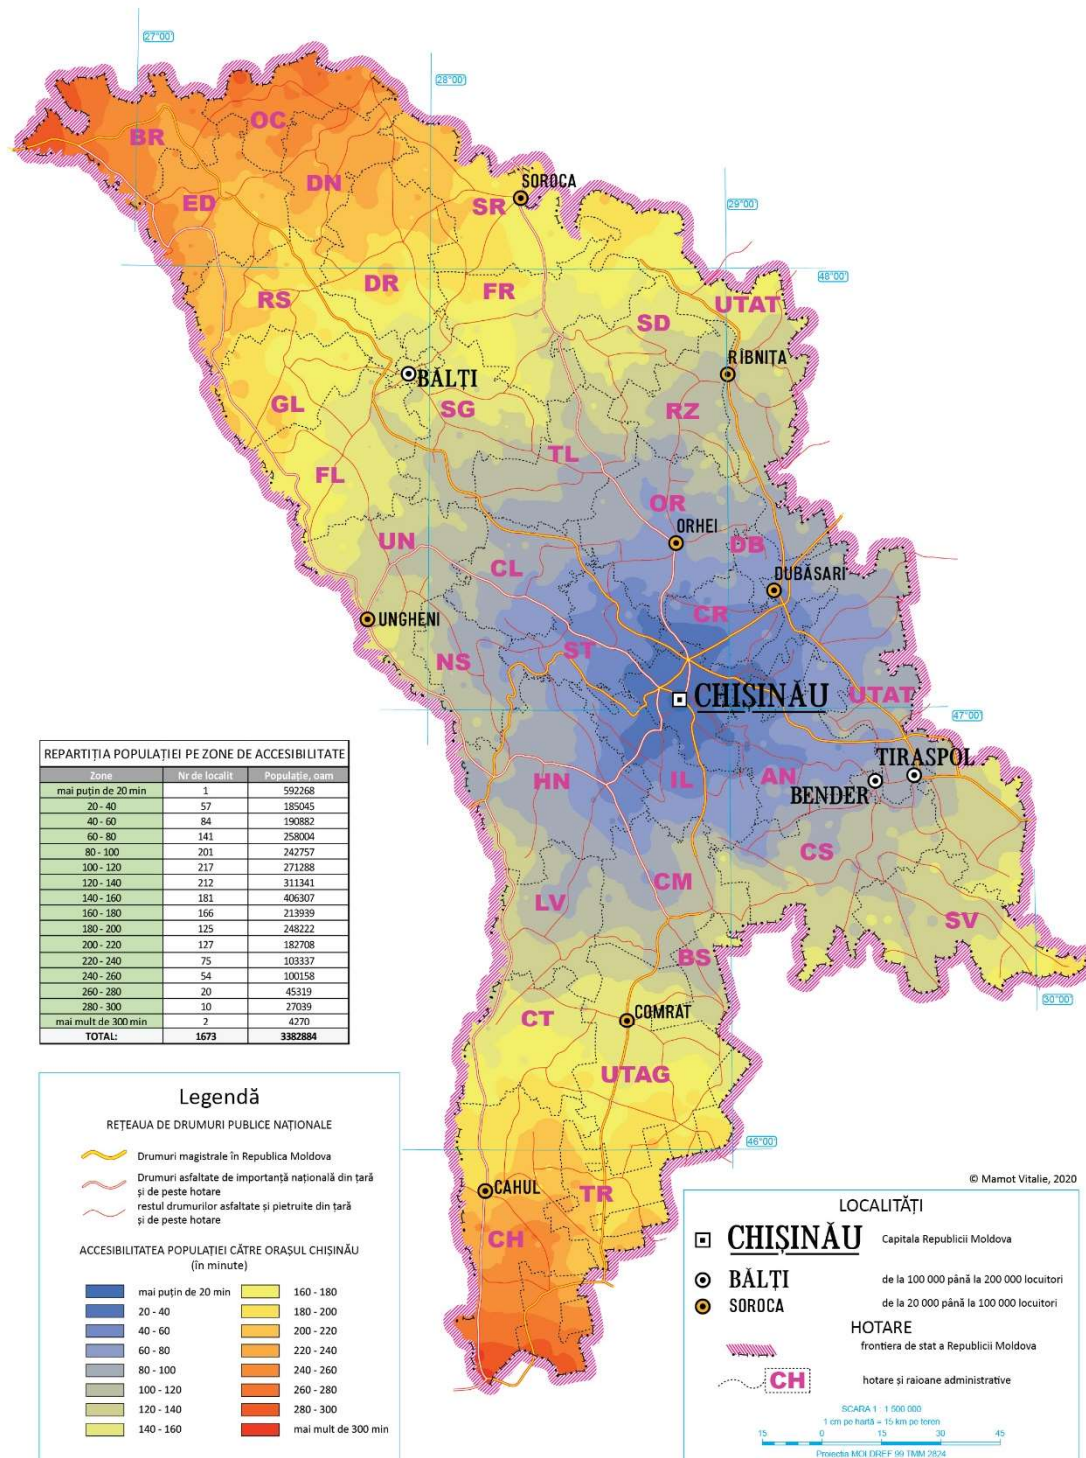 27°00'
28°00'
OC
BR
DN
ED
SOROCA
SR
29°00'
48°00'
RS
DR
FR
UTAT
SD
RÎBNIȚA
BĂLȚI
GL
SG
RZ
TL
FL
OR
ORHEI
UN
DB
CL
DUBĂSARI
CR
UNGHENI
ST
NS
CHIȘINĂU
UTAT
47°00'
TIRASPOL
HN
IL
AN
BENDER
CS
CM
LV
SV
BS
30°00'
CT
COMRAT
UTAG
46°00'
CAHUL
TR
CH
REPARTIȚIA POPULAȚIEI PE ZONE DE ACCESIBILITATE
Zone Nr de localit Populație, oam
mai puțin de 20 min 1 592268
20 - 40 57 185045
40 - 60 84 190882
60 - 80 141 258004
80 - 100 201 242757
100 - 120 217 271288
120 - 140 212 311341
140 - 160 181 406307
160 - 180 166 213939
180 - 200 125 248222
200 - 220 127 182708
220 - 240 75 103337
240 - 260 54 100158
260 - 280 20 45319
280 - 300 10 27039
mai mult de 300 min 2 4270
TOTAL: 1673 3382884
Legendă
REȚEAUA DE DRUMURI PUBLICE NAȚIONALE
Drumuri magistrale în Republica Moldova
Drumuri asfaltate de importanță națională din țară
și de peste hotare
restul drumurilor asfaltate și pietruite din țară
și de peste hotare
ACCESIBILITATEA POPULAȚIEI CĂTRE ORAȘUL CHIȘINĂU
(în minute)
mai puțin de 20 min 160 - 180
20 - 40 180 - 200
40 - 60 200 - 220
60 - 80 220 - 240
80 - 100 240 - 260
100 - 120 260 - 280
120 - 140 280 - 300
140 - 160 mai mult de 300 min
© Mamot Vitalie, 2020
LOCALITĂȚI
CHIȘINĂU Capitala Republicii Moldova
BĂLȚI de la 100 000 până la 200 000 locuitori
SOROCA de la 20 000 până la 100 000 locuitori
HOTARE
frontiera de stat a Republicii Moldova
CH hotare și raioane administrative
SCARA 1 : 1 500 000
1 cm pe hartă = 15 km pe teren
15 0 15 30 45
Proiecția MOLDREF 99 TMM 2824